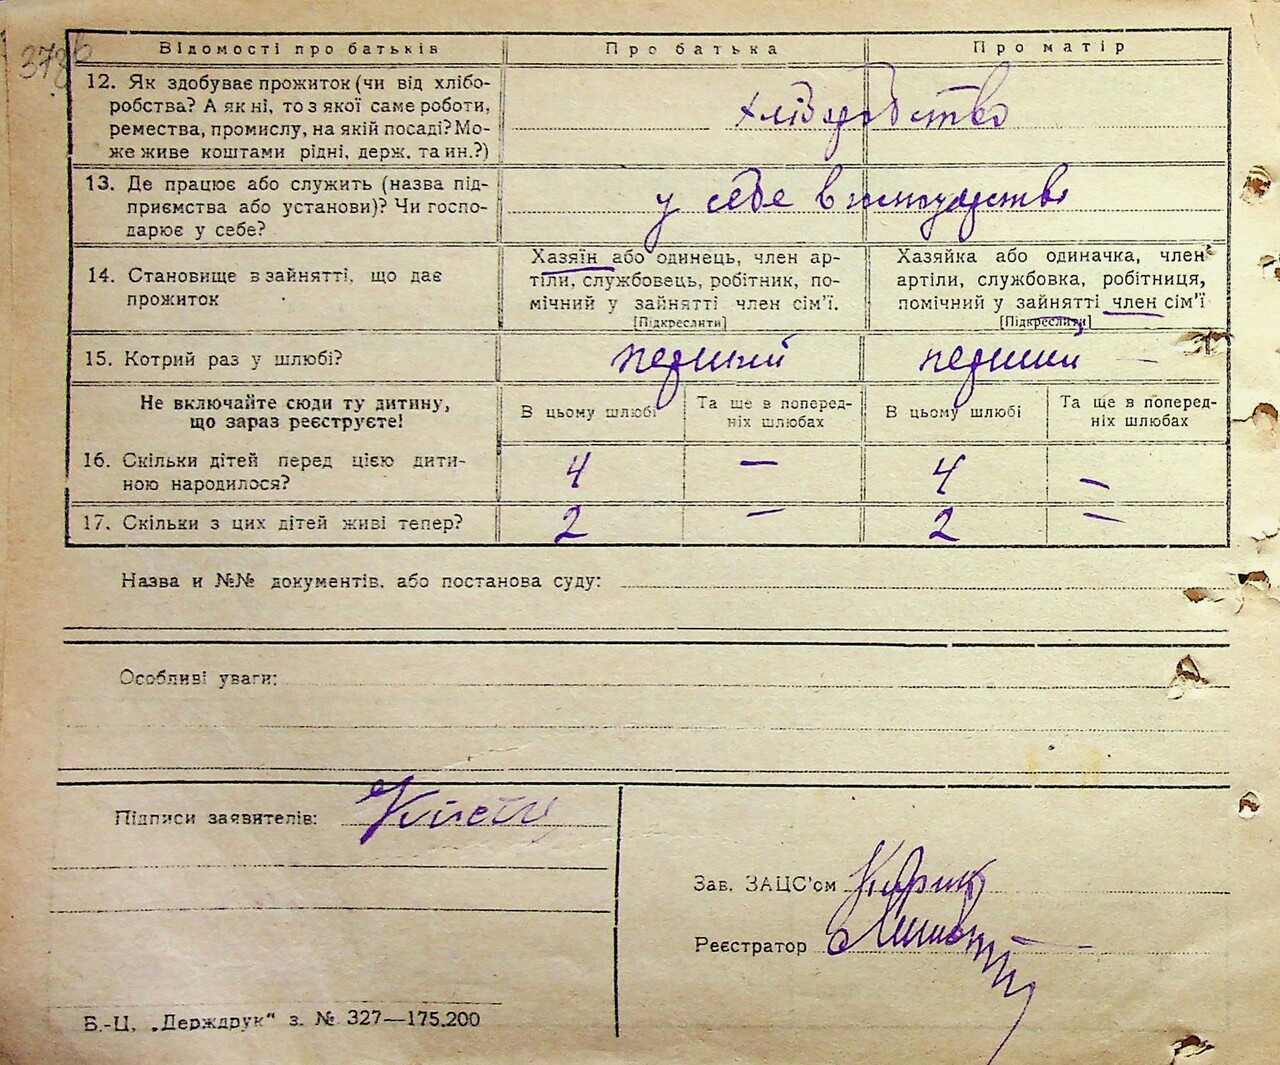 378б
Відомості про батьків Про батька Про матір
12. Як здобуває прожиток (чи від хлібо-
робства? А як ні, то з якої саме роботи,
ремества, промислу, на якій посаді? Мо-
же живе коштами рідні, держ. та ин.?)
хліборобство
13. Де працює або служить (назва під-
приємства або установи)? Чи госпо-
дарює у себе?
у себе в господарстві
14. Становище в зайнятті, що дає
прожиток
Хазяїн або одинець, член ар-
тіли, службовець, робітник, по-
мічний у зайнятті член сім'ї.
[Підкреслити]
Хазяйка або одиначка, член
артіли, службовка, робітниця,
помічний у зайнятті член сім'ї
[Підкреслити]
15. Котрий раз у шлюбі? перший перший —
Не включайте сюди ту дитину,
що зараз реєструєте!
В цьому шлюбі
Та ще в поперед-
ніх шлюбах
В цьому шлюбі
Та ще в поперед-
ніх шлюбах
16. Скільки дітей перед цією дити-
ною народилося?
4 — 4 —
17. Скільки з цих дітей живі тепер? 2 — 2 —
Назва и №№ документів. або постанова суду:
Особливі уваги:
Підписи заявителів:
Зав. ЗАЦС'ом
Реєстратор
Б.-Ц. „Держдрук" з. № 327—175.200